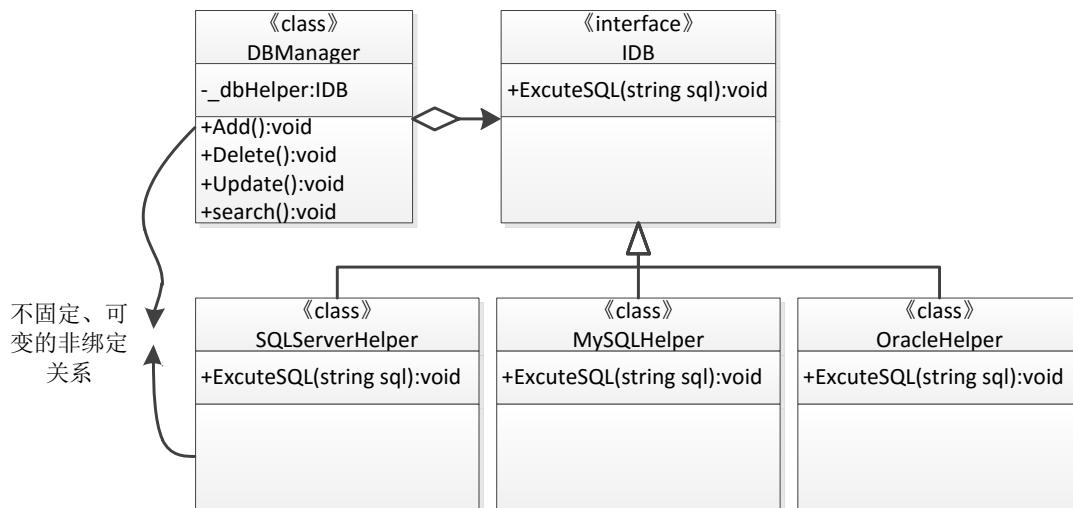 《class》
DBManager
-_dbHelper:IDB
+Add():void
+Delete():void
+Update():void
+search():void
《interface》
IDB
+ExcuteSQL(string sql):void
不固定、可
变的非绑定
关系
《class》
SQLServerHelper
+ExcuteSQL(string sql):void
《class》
MySQLHelper
+ExcuteSQL(string sql):void
《class》
OracleHelper
+ExcuteSQL(string sql):void